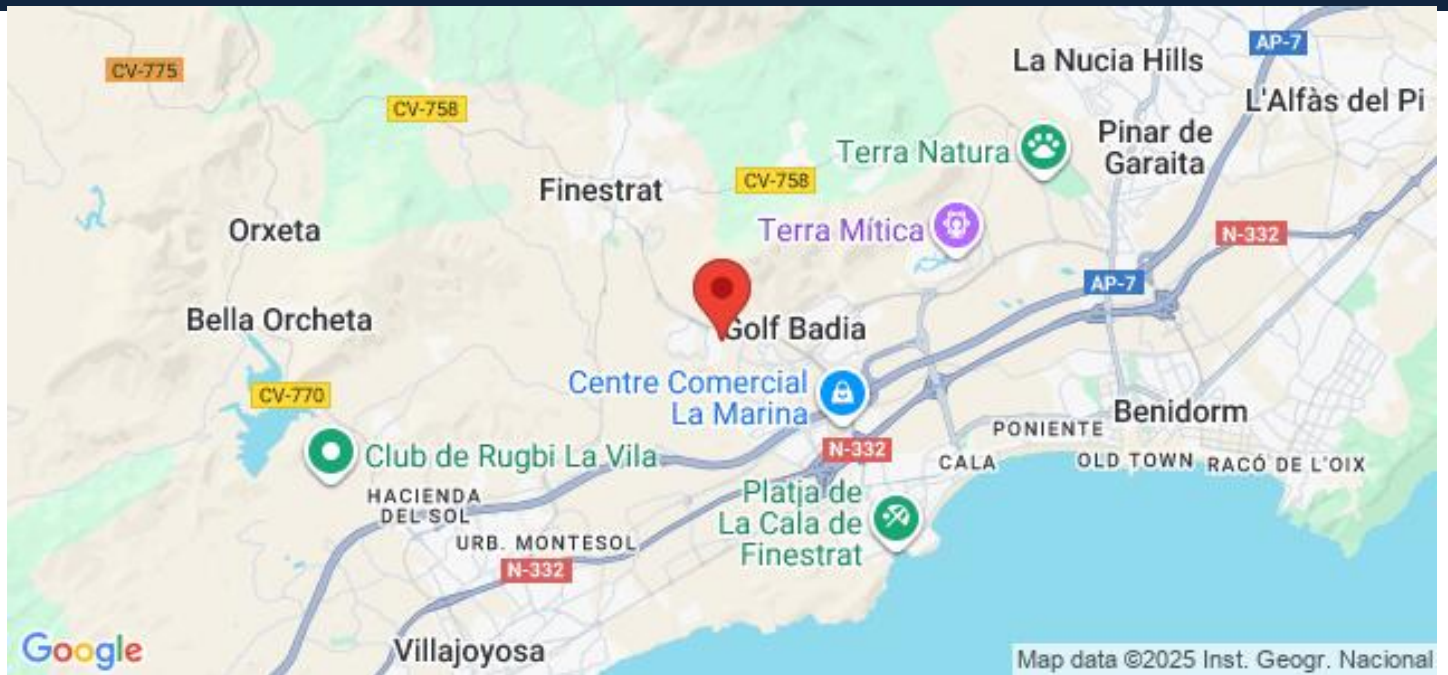 AP-7
La Nucia Hills
CV-775
L'Alfàs del Pi
CV-758
Pinar de
Garaita
Terra Natura
Finestrat
CV-758
Orxeta
Terra Mítica
N-332
AP-7
Bella Orcheta
Golf Badia
Centre Comercial
La Marina
CV-770
Benidorm
PONIENTE
N-332
Club de Rugbi La Vila
CALA
OLD TOWN
RACÓ DE L'OIX
HACIENDA
DEL SOL
Platja de
La Cala de
Finestrat
URB. MONTESOL
N-332
Villajoyosa
Google
Map data ©2025 Inst. Geogr. Nacional